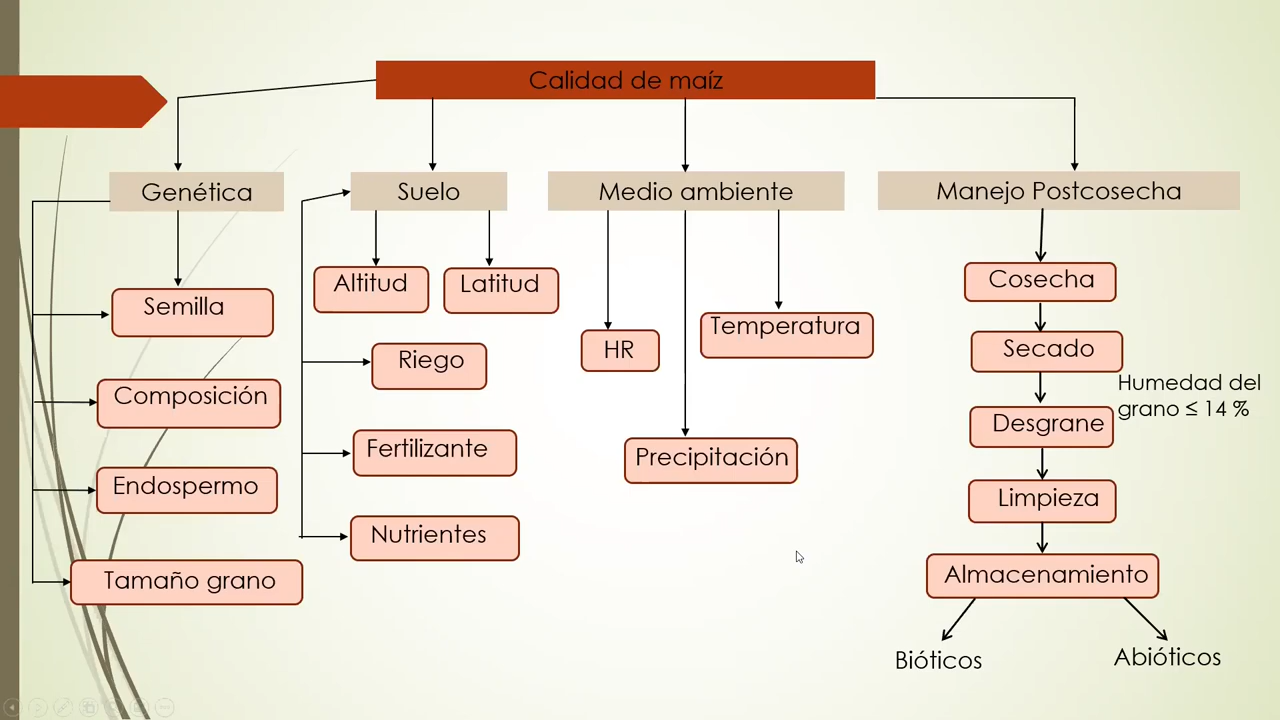 Calidad de maíz
Genética
Semilla
Composición
Endospermo
Tamaño grano
Suelo
Altitud
Latitud
Riego
Fertilizante
Nutrientes
Medio ambiente
HR
Temperatura
Precipitación
Manejo Postcosecha
Cosecha
Secado
Humedad del
grano ≤ 14 %
Desgrane
Limpieza
Almacenamiento
Bióticos
Abióticos